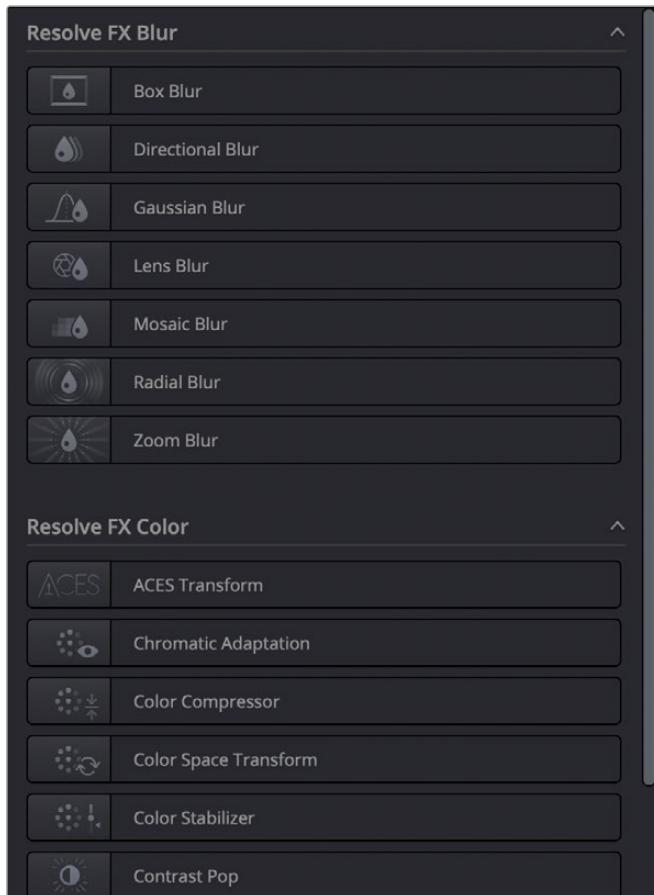 Resolve FX Blur
Box Blur
Directional Blur
Gaussian Blur
Lens Blur
Mosaic Blur
Radial Blur
Zoom Blur
Resolve FX Color
ACES
ACES Transform
Chromatic Adaptation
Color Compressor
Color Space Transform
Color Stabilizer
Contrast Pop